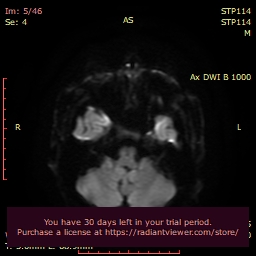 Im: 5/46
Se: 4
AS
STP114
STP114
M
Ax DWI B 1000
R
L
You have 30 days left in your trial period.
Purchase a license at https://radiantviewer.com/store/